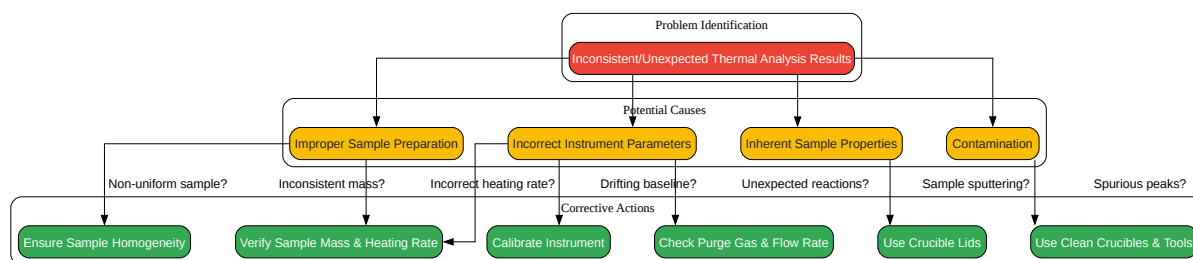 Problem Identification
Inconsistent/Unexpected Thermal Analysis Results
Potential Causes
Improper Sample Preparation
Incorrect Instrument Parameters
Inherent Sample Properties
Contamination
Non-uniform sample?
Inconsistent mass?
Incorrect heating rate?
Drifting baseline?
Unexpected reactions?
Sample sputtering?
Spurious peaks?
Corrective Actions
Ensure Sample Homogeneity
Verify Sample Mass & Heating Rate
Calibrate Instrument
Check Purge Gas & Flow Rate
Use Crucible Lids
Use Clean Crucibles & Tools